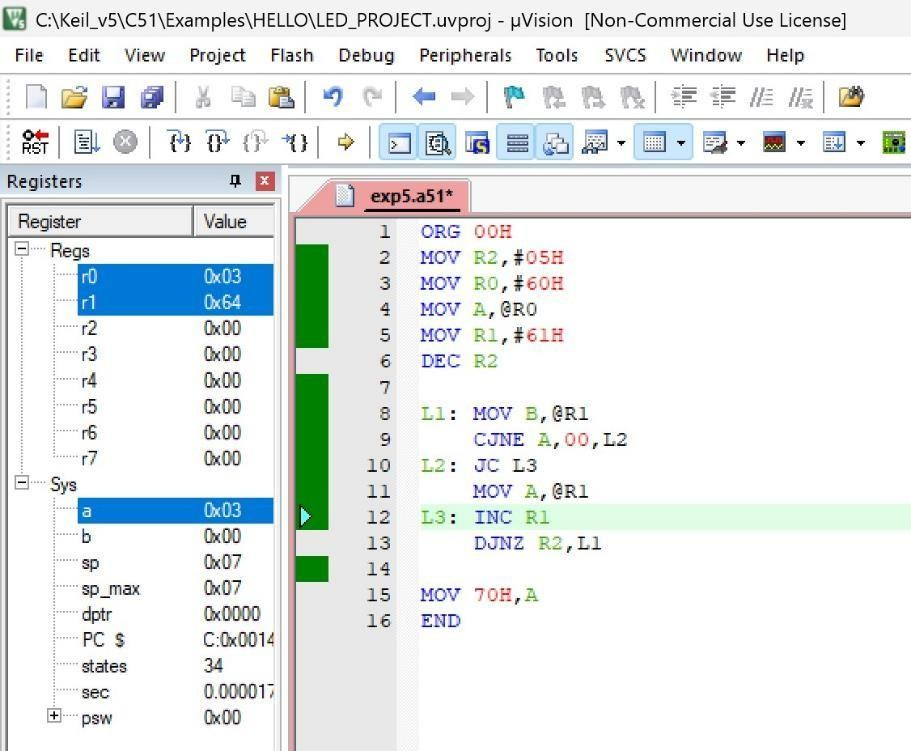 C:\Keil_v5\C51\Examples\HELLO\LED_PROJECT.uvproj - µVision [Non-Commercial Use License]
File Edit View Project Flash Debug Peripherals Tools SVCS Window Help
RST
Registers
Register Value
Regs
r0 0x03
r1 0x64
r2 0x00
r3 0x00
r4 0x00
r5 0x00
r6 0x00
r7 0x00
Sys
a 0x03
b 0x00
sp 0x07
sp_max 0x07
dptr 0x0000
PC $ C:0x0014
states 34
sec 0.000017
psw 0x00
exp5.a51*
1 ORG 00H
2 MOV R2,#05H
3 MOV R0,#60H
4 MOV A,@R0
5 MOV R1,#61H
6 DEC R2
7
8 L1: MOV B,@R1
9 CJNE A,00,L2
10 L2: JC L3
11 MOV A,@R1
12 L3: INC R1
13 DJNZ R2,L1
14
15 MOV 70H,A
16 END